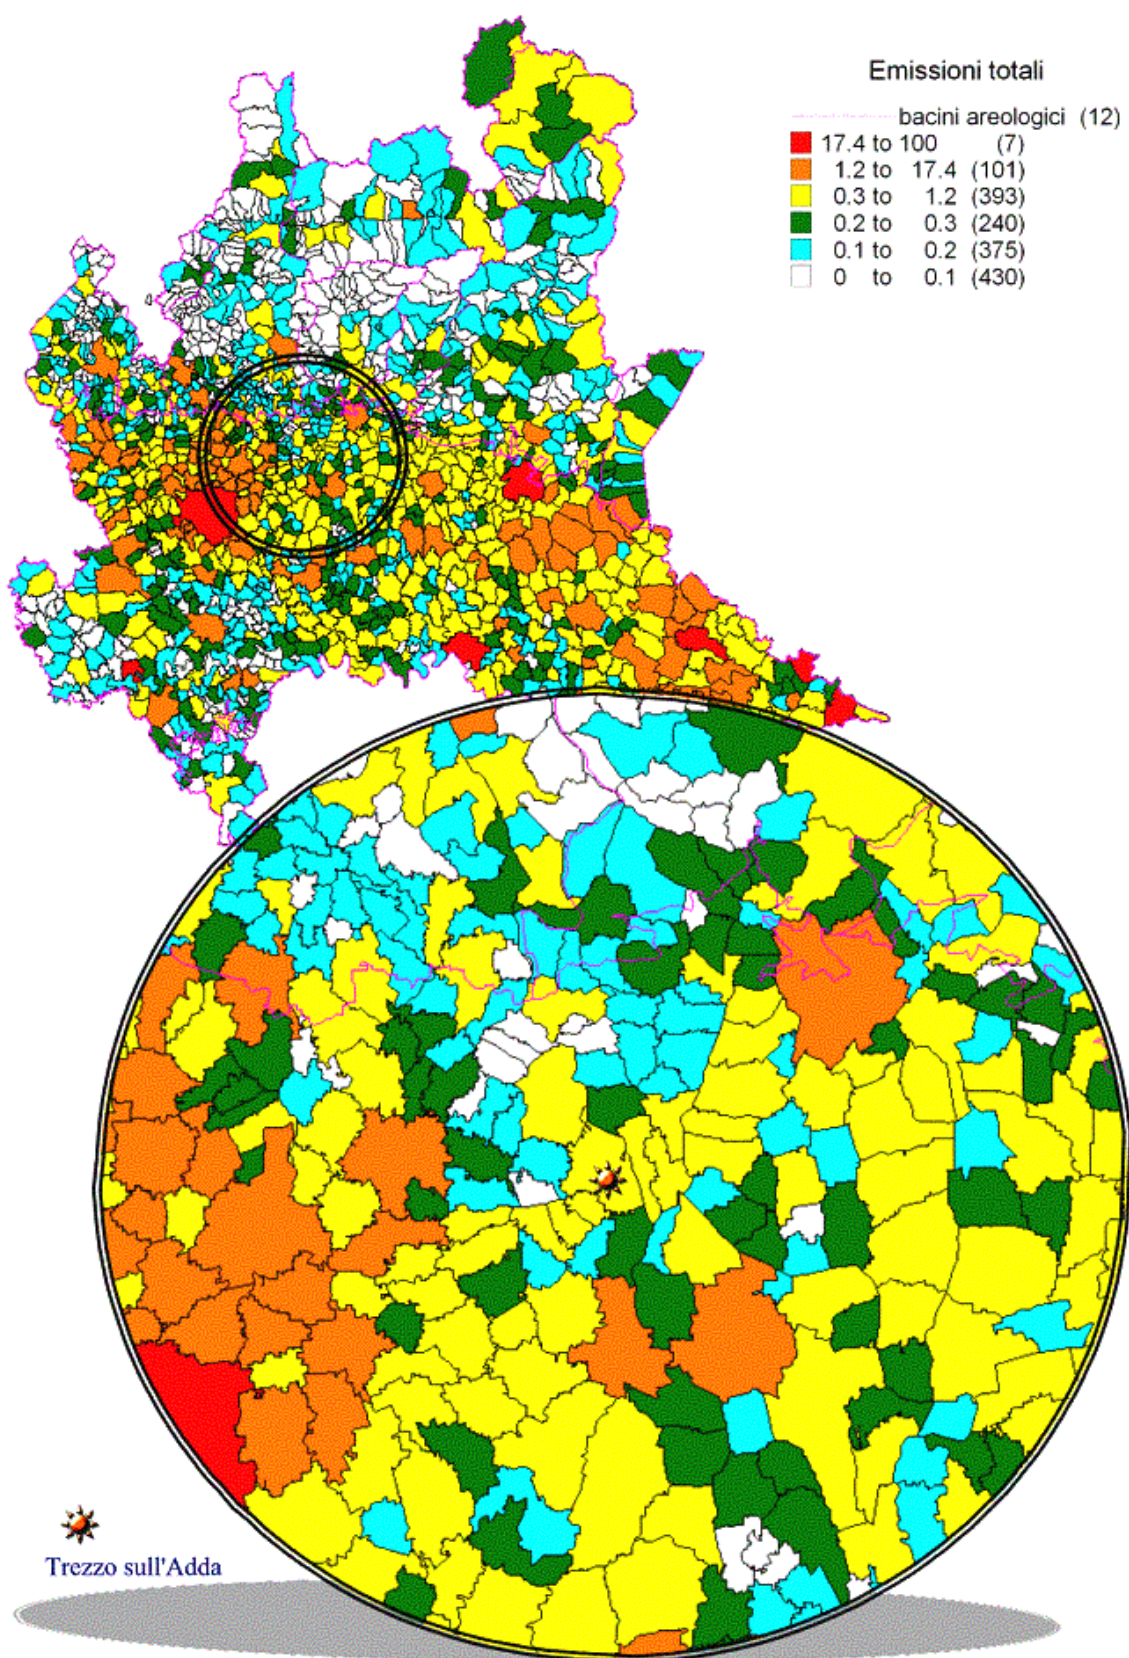 Emissioni totali
bacini areologici (12)
17.4 to 100 (7)
1.2 to 17.4 (101)
0.3 to 1.2 (393)
0.2 to 0.3 (240)
0.1 to 0.2 (375)
0 to 0.1 (430)
Trezzo sull'Adda